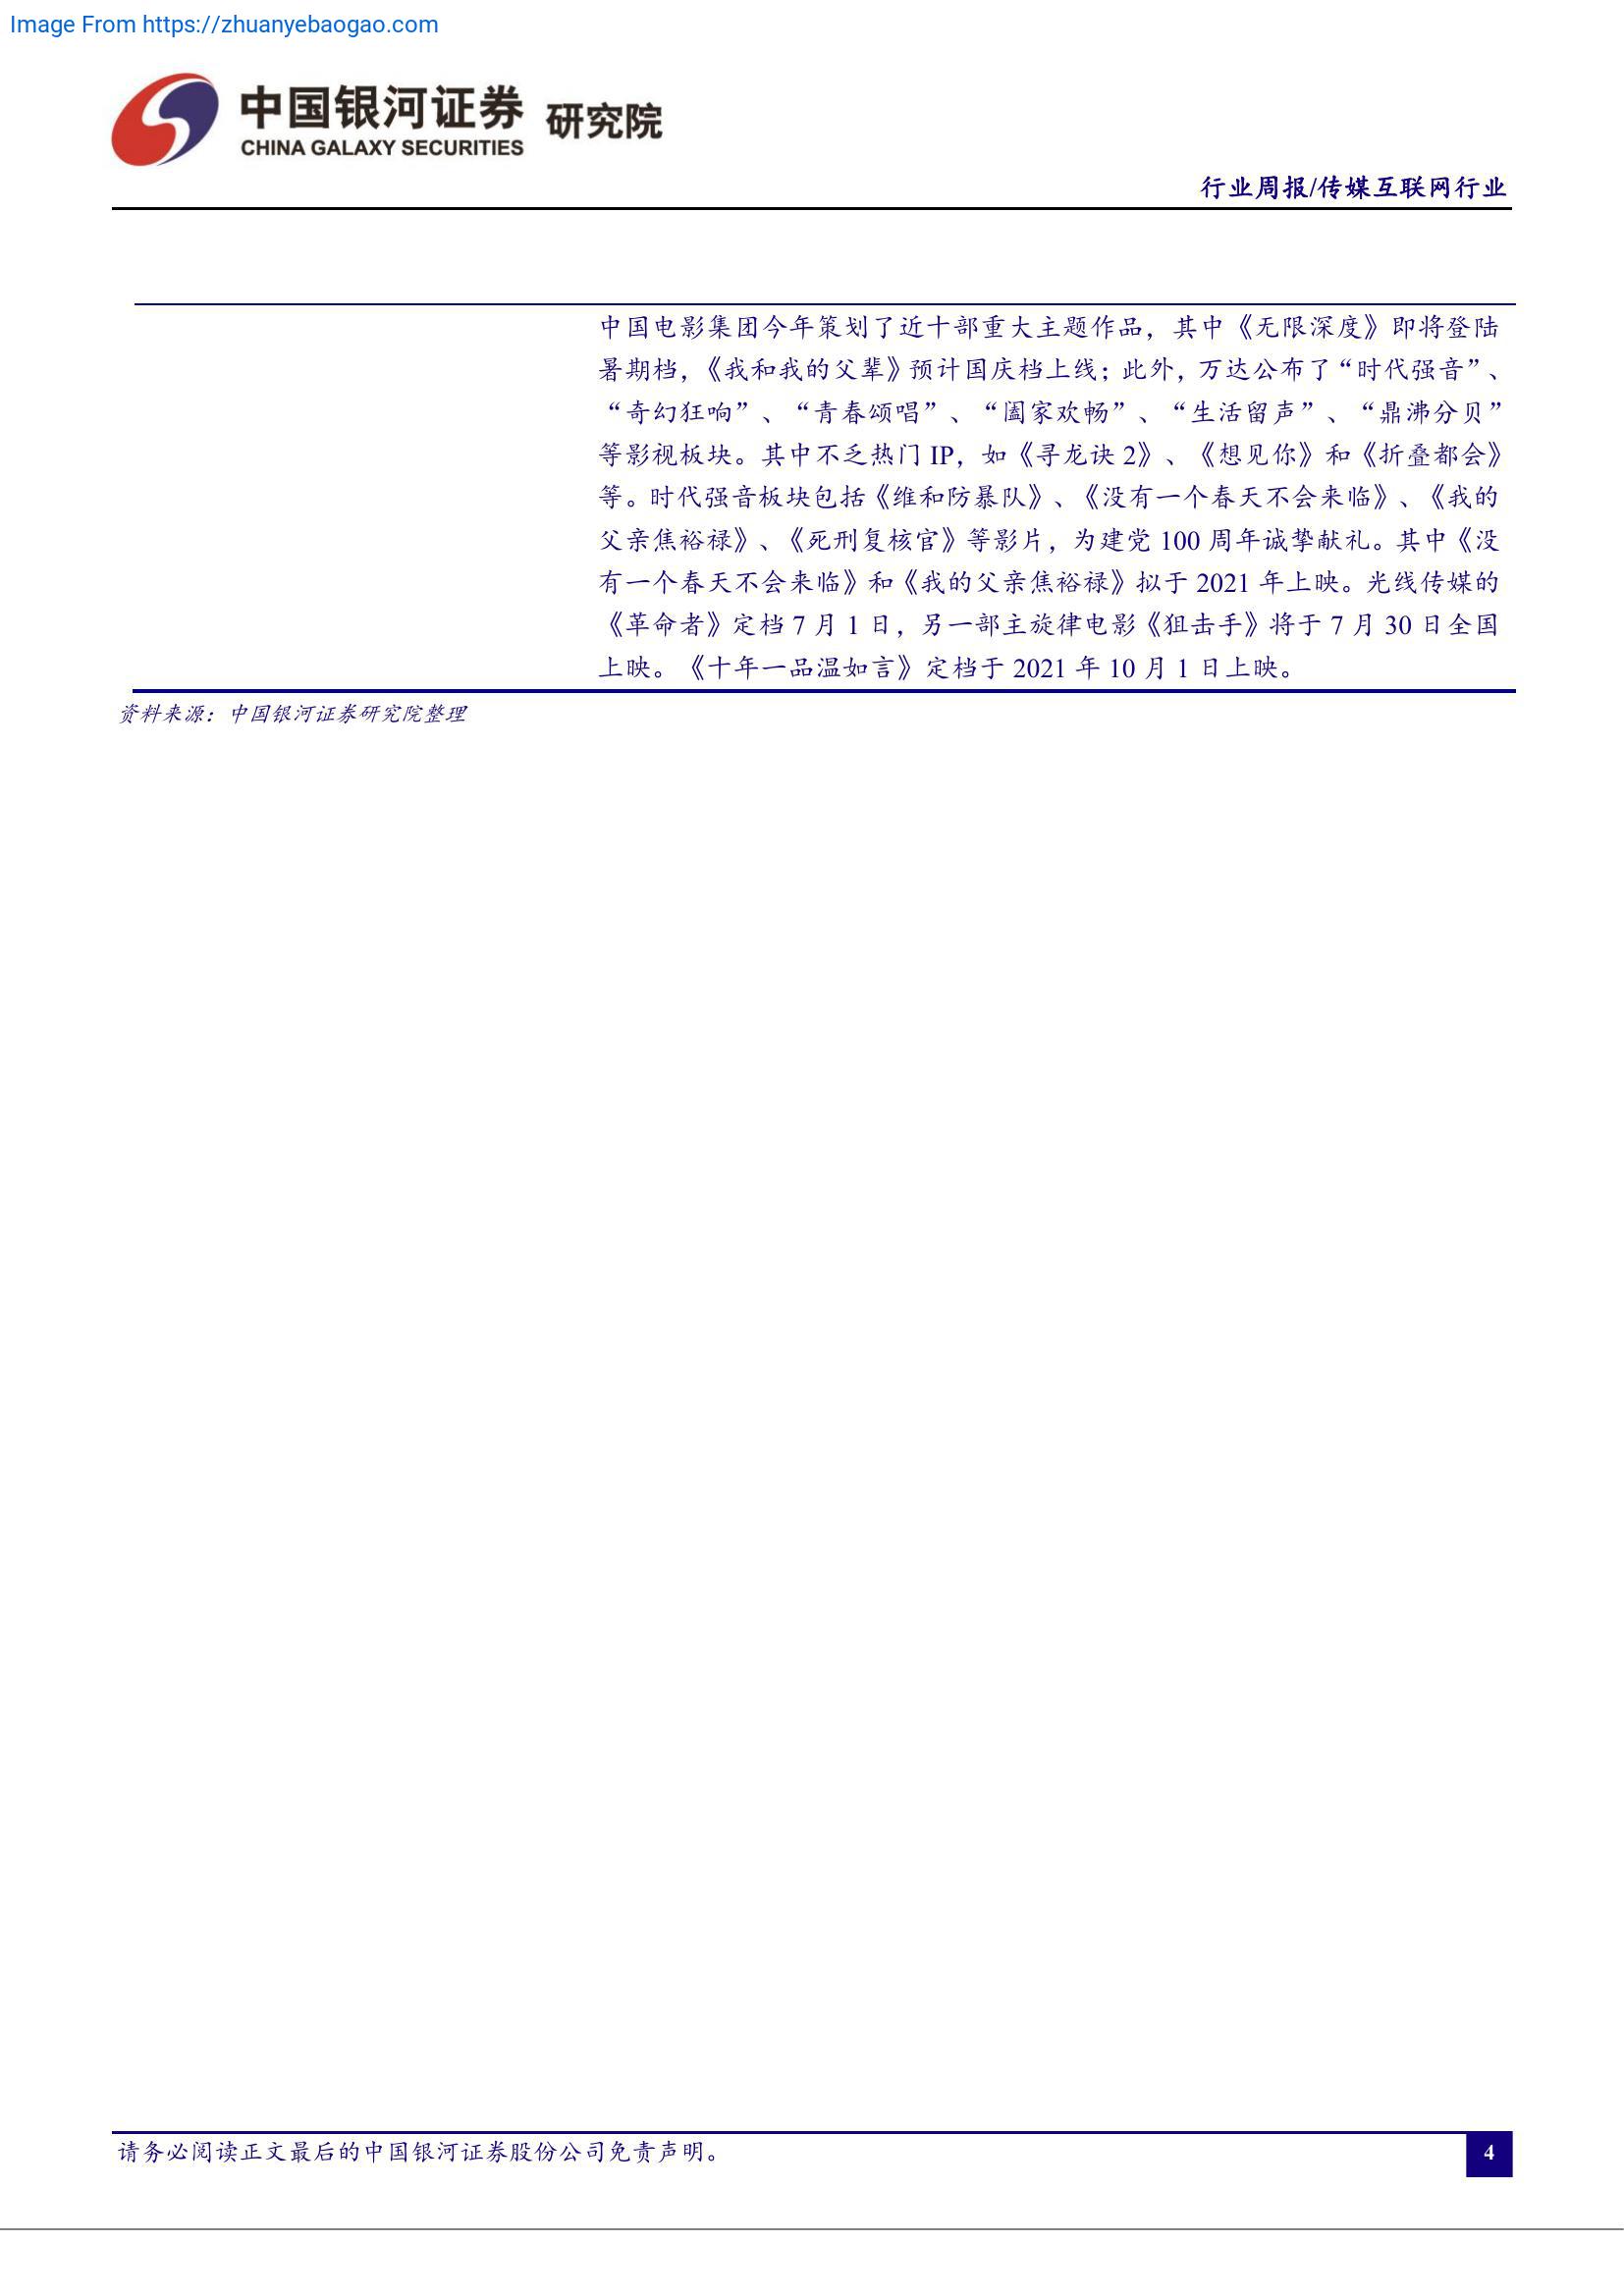 Image From https://zhuanyebaogao.com
中国银河证券 研究院
CHINA GALAXY SECURITIES
行业周报/传媒互联网行业
中国电影集团今年策划了近十部重大主题作品，其中《无限深度》即将登陆
暑期档，《我和我的父辈》预计国庆档上线；此外，万达公布了“时代强音”、
“奇幻狂响”、“青春颂唱”、“阖家欢畅”、“生活留声”、“鼎沸分贝”
等影视板块。其中不乏热门 IP，如《寻龙诀 2》、《想见你》和《折叠都会》
等。时代强音板块包括《维和防暴队》、《没有一个春天不会来临》、《我的
父亲焦裕禄》、《死刑复核官》等影片，为建党 100 周年诚挚献礼。其中《没
有一个春天不会来临》和《我的父亲焦裕禄》拟于 2021 年上映。光线传媒的
《革命者》定档 7 月 1 日，另一部主旋律电影《狙击手》将于 7 月 30 日全国
上映。《十年一品温如言》定档于 2021 年 10 月 1 日上映。
资料来源：中国银河证券研究院整理
请务必阅读正文最后的中国银河证券股份公司免责声明。
4